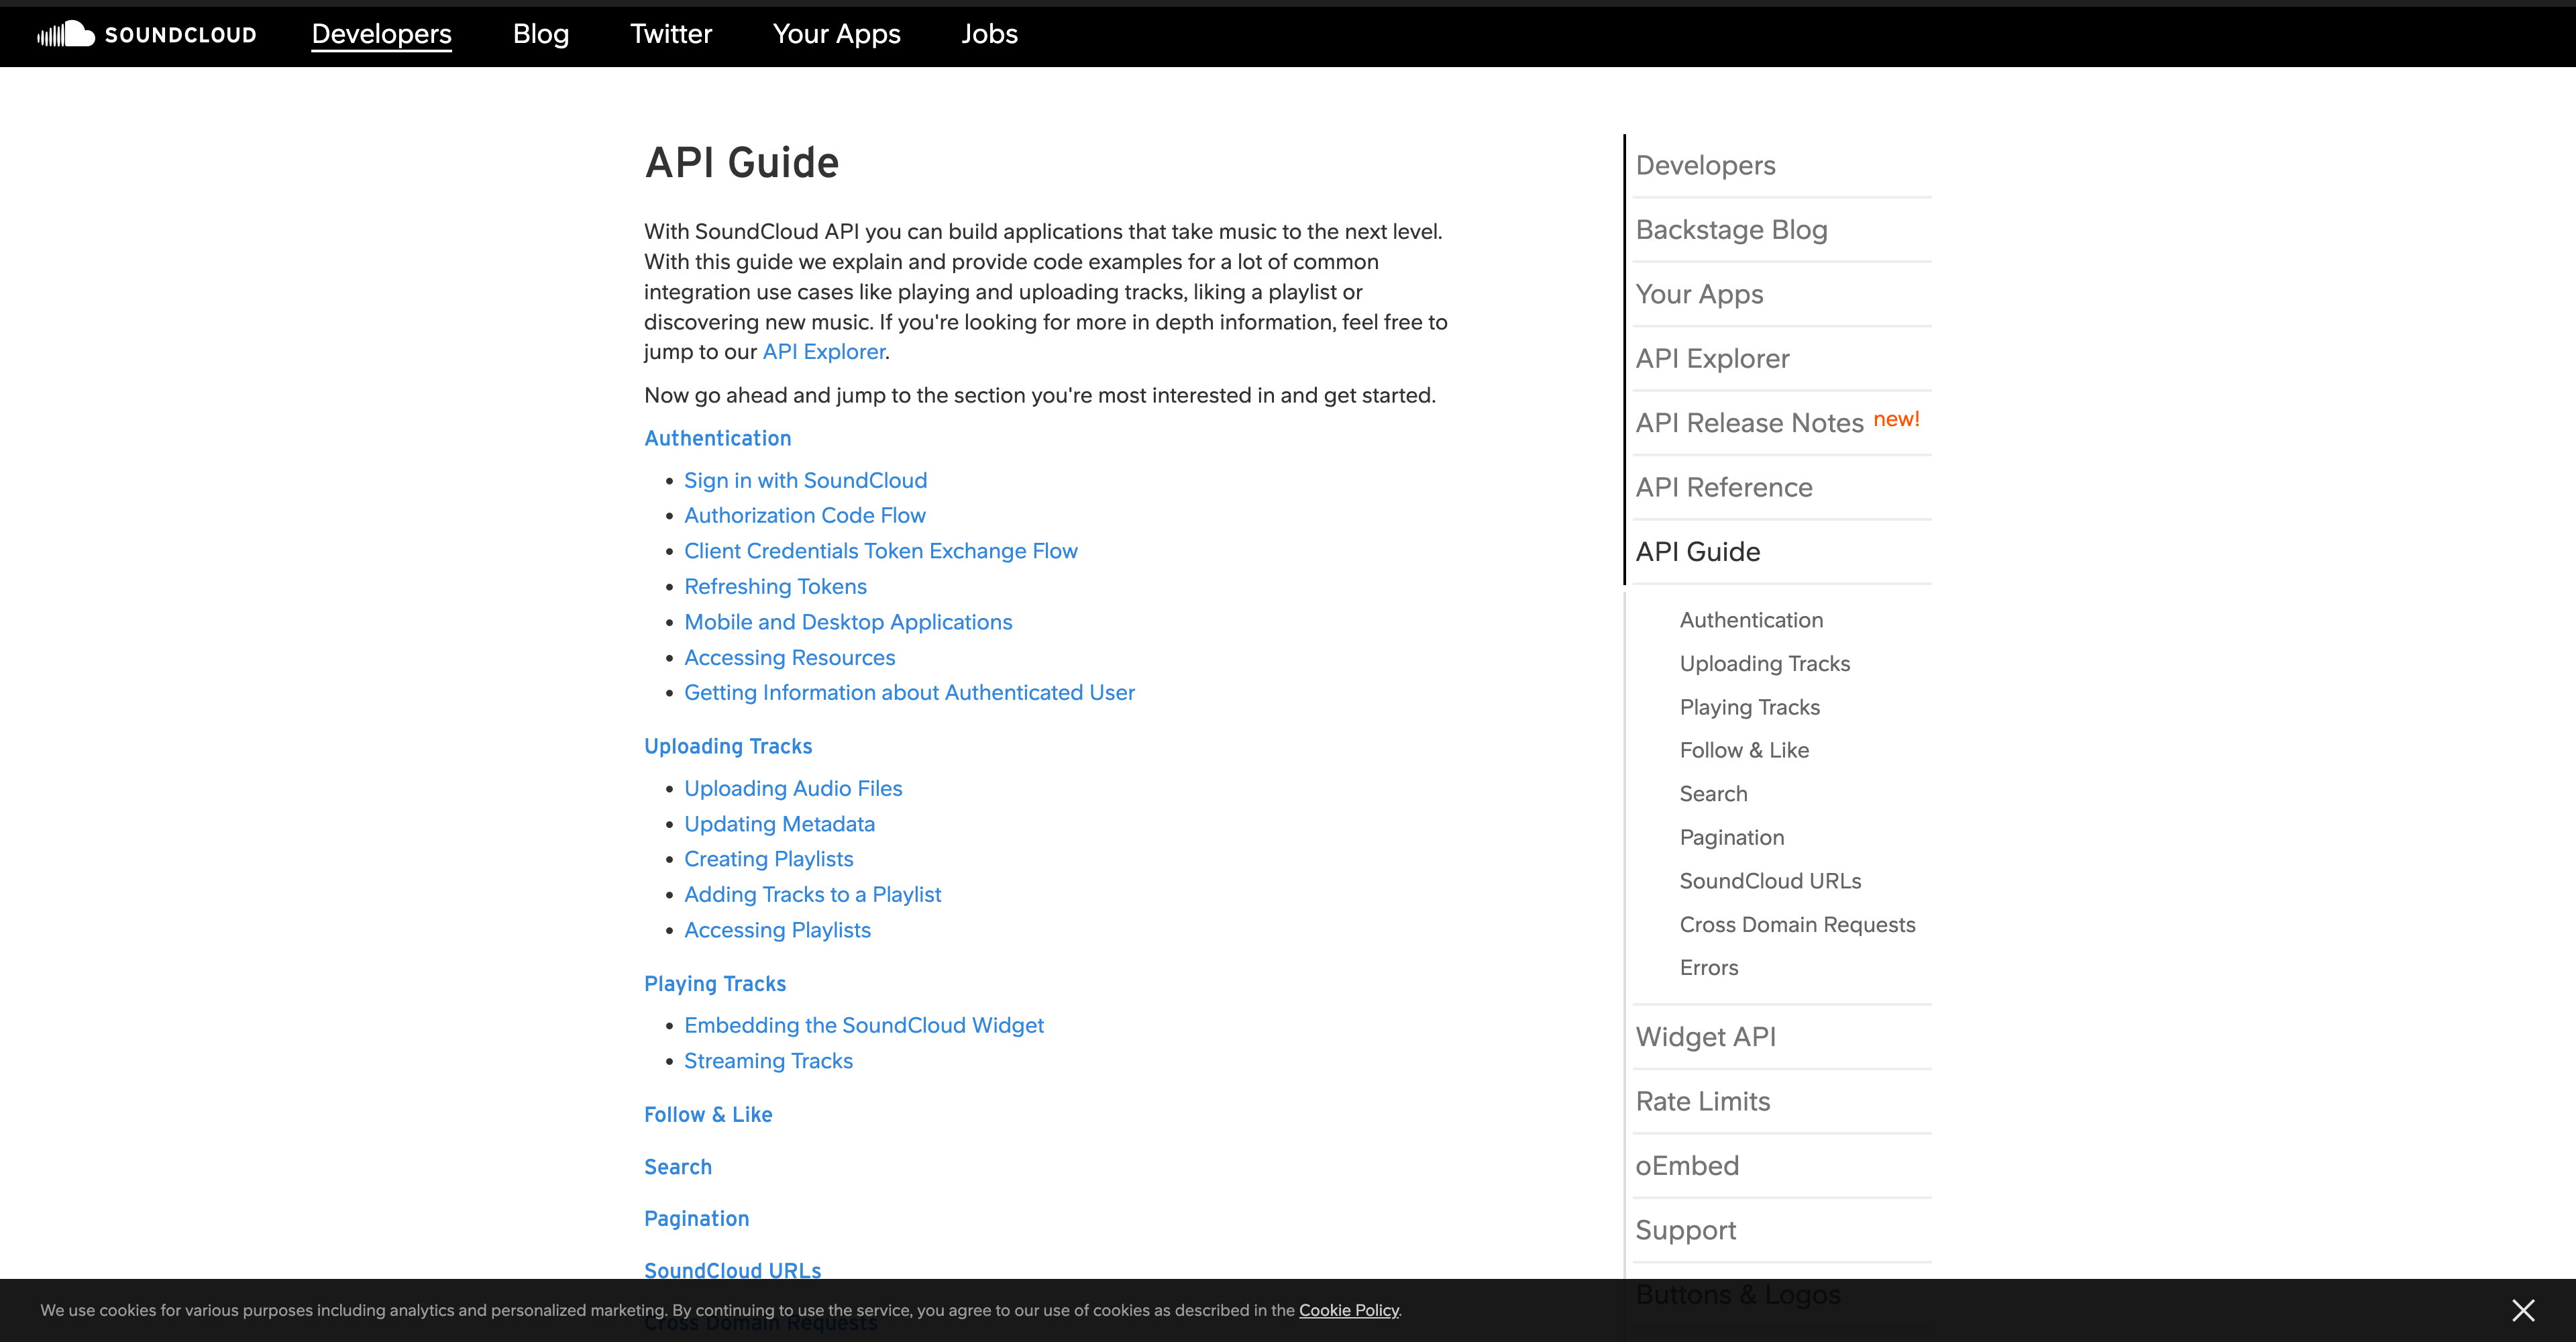 SOUNDCLOUD Developers Blog Twitter Your Apps Jobs
API Guide
With SoundCloud API you can build applications that take music to the next level.
With this guide we explain and provide code examples for a lot of common
integration use cases like playing and uploading tracks, liking a playlist or
discovering new music. If you're looking for more in depth information, feel free to
jump to our API Explorer.
Now go ahead and jump to the section you're most interested in and get started.
Authentication
• Sign in with SoundCloud
• Authorization Code Flow
• Client Credentials Token Exchange Flow
• Refreshing Tokens
• Mobile and Desktop Applications
• Accessing Resources
• Getting Information about Authenticated User
Uploading Tracks
• Uploading Audio Files
• Updating Metadata
• Creating Playlists
• Adding Tracks to a Playlist
• Accessing Playlists
Playing Tracks
• Embedding the SoundCloud Widget
• Streaming Tracks
Follow & Like
Search
Pagination
SoundCloud URLs
Cross Domain Requests
Developers
Backstage Blog
Your Apps
API Explorer
API Release Notes new!
API Reference
API Guide
Authentication
Uploading Tracks
Playing Tracks
Follow & Like
Search
Pagination
SoundCloud URLs
Cross Domain Requests
Errors
Widget API
Rate Limits
oEmbed
Support
Buttons & Logos
We use cookies for various purposes including analytics and personalized marketing. By continuing to use the service, you agree to our use of cookies as described in the Cookie Policy.